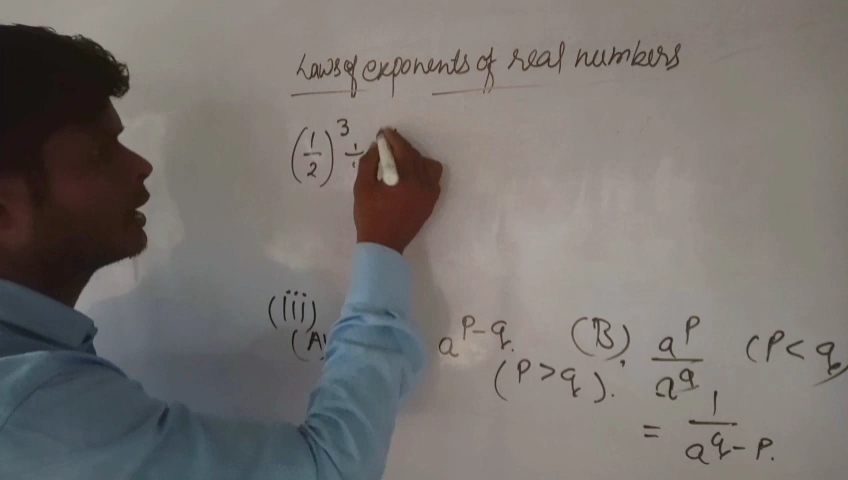 Laws of exponents of real numbers
(1/2)^3 ÷
(iii)
(A a^(P-q). (B) a^P/a^q (P<q
(P>q).
= 1/a^(q-P).